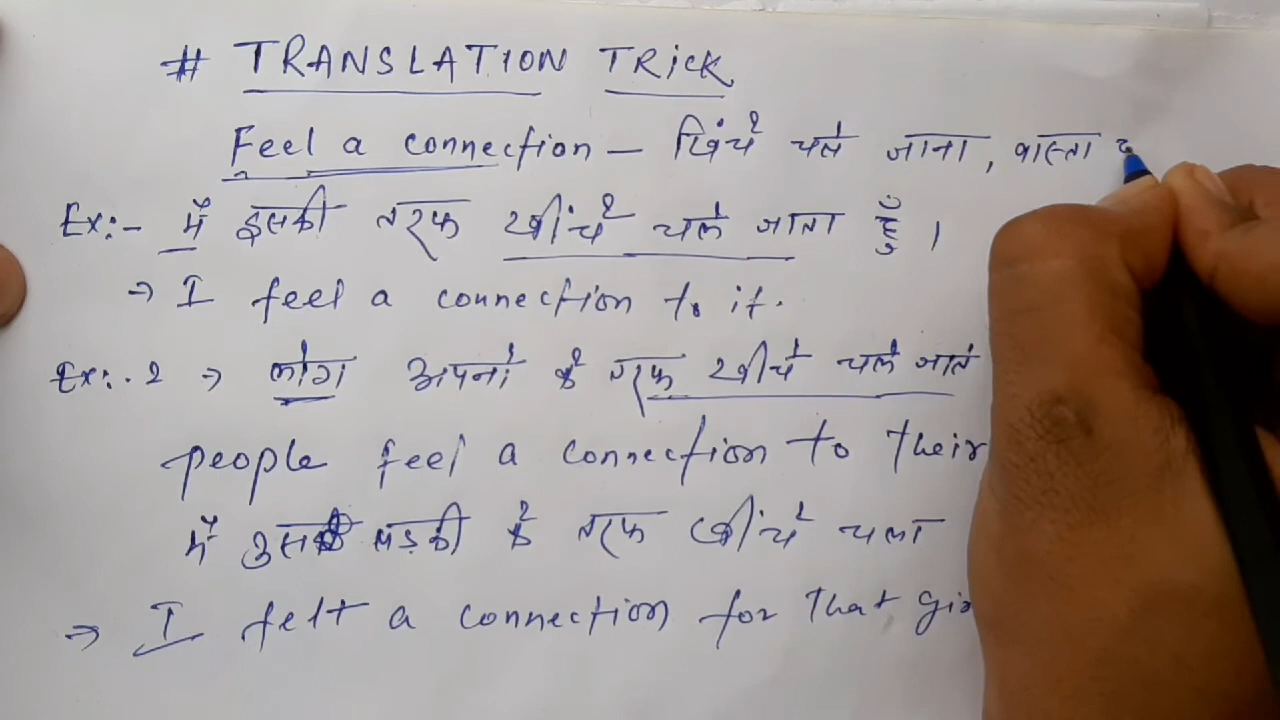 # TRANSLATION TRicK
Feel a connection – खिंचे चले जाना, वास्ता
Ex:- मैं इसकी तरफ खींचे चले जाता हूँ।
→ I feel a connection to it.
Ex:. 2 → लोग अपनो के तरफ खींचे चले जाते
people feel a connection to their
मैं उस लड़की के तरफ खींचे चला
→ I felt a connection for that